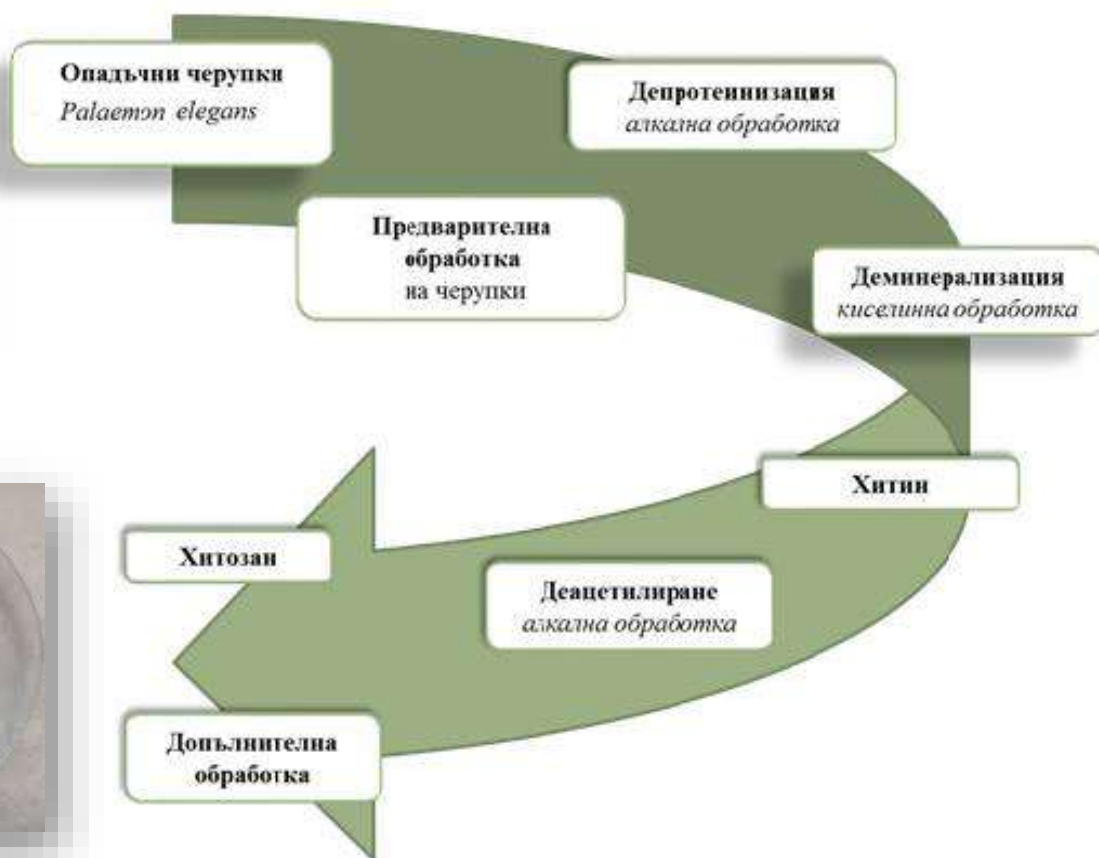 Опадъчни черупки
Palaemon elegans
Предварителна
обработка
на черупки
Депротеинизация
алкална обработка
Деминерализация
киселинна обработка
Хитин
Деацетилиране
алкална обработка
Хитозан
Допълнителна
обработка